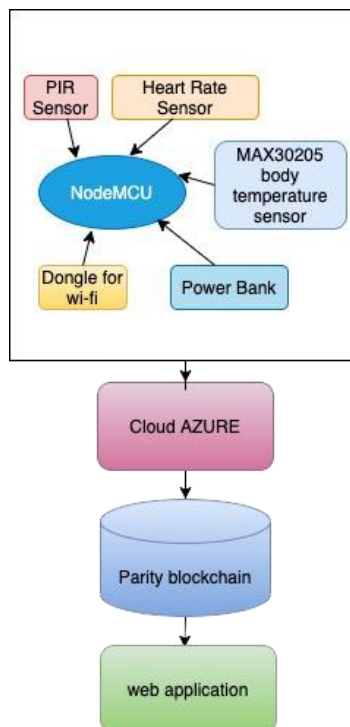 PIR
Sensor
Heart Rate
Sensor
NodeMCU
MAX30205
body
temperature
sensor
Dongle for
wi-fi
Power Bank
Cloud AZURE
Parity blockchain
web application